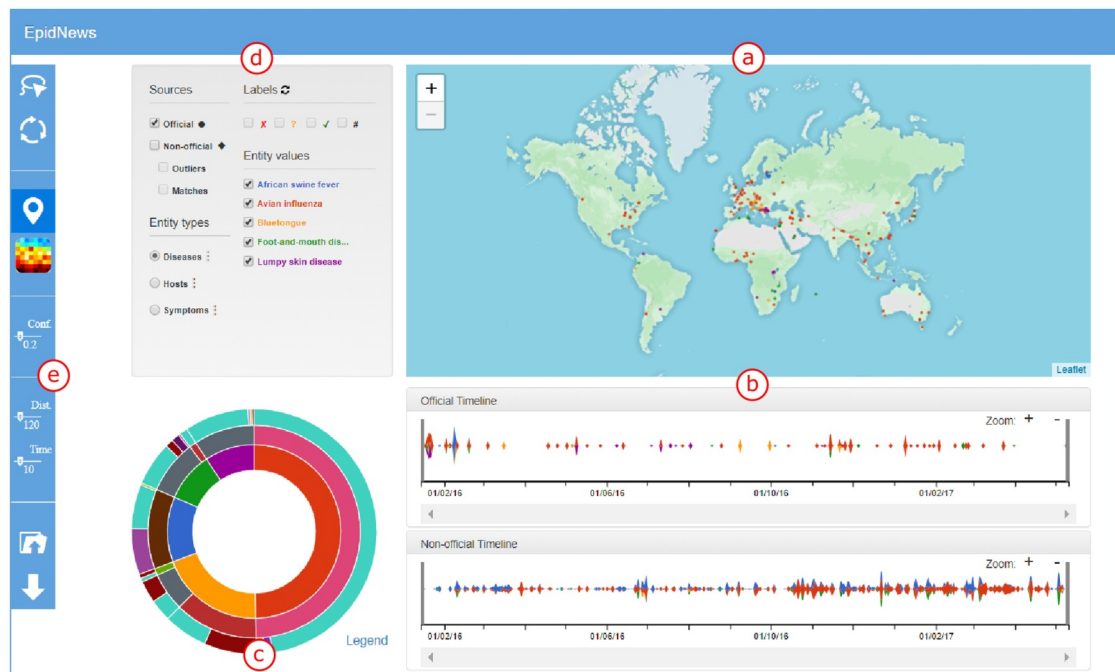 EpidNews
d
a
Sources
Labels
Official
✗ ? ✓ #
Non-official
Outliers
Matches
Entity values
African swine fever
Avian influenza
Bluetongue
Foot-and-mouth dis...
Lumpy skin disease
Entity types
Diseases
Hosts
Symptoms
+
−
Leaflet
Conf.
0.2
e
Dist.
120
Time
10
b
Official Timeline
Zoom: + -
01/02/16 01/06/16 01/10/16 01/02/17
Non-official Timeline
Zoom: + -
01/02/16 01/06/16 01/10/16 01/02/17
Legend
c